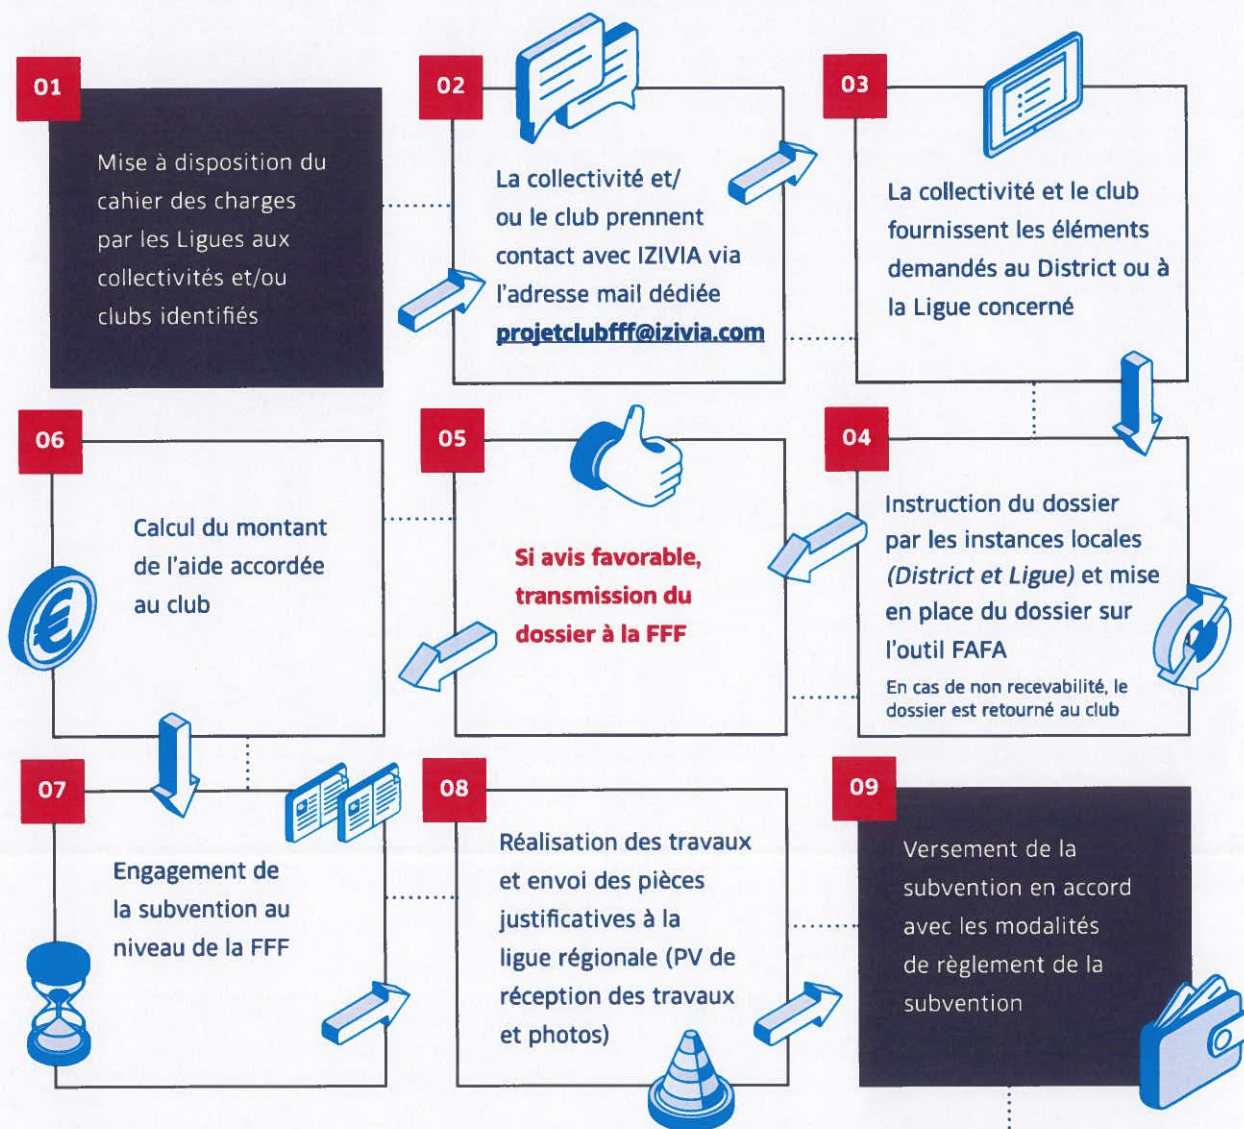 01
Mise à disposition du
cahier des charges
par les Ligues aux
collectivités et/ou
clubs identifiés
02
La collectivité et/
ou le club prennent
contact avec IZIVIA via
l'adresse mail dédiée
projetclubfff@izivia.com
03
La collectivité et le club
fournissent les éléments
demandés au District ou à
la Ligue concerné
04
Instruction du dossier
par les instances locales
(District et Ligue) et mise
en place du dossier sur
l'outil FAFA
En cas de non recevabilité, le
dossier est retourné au club
05
Si avis favorable,
transmission du
dossier à la FFF
06
Calcul du montant
de l'aide accordée
au club
€
07
Engagement de
la subvention au
niveau de la FFF
08
Réalisation des travaux
et envoi des pièces
justificatives à la
ligue régionale (PV de
réception des travaux
et photos)
09
Versement de la
subvention en accord
avec les modalités
de règlement de la
subvention